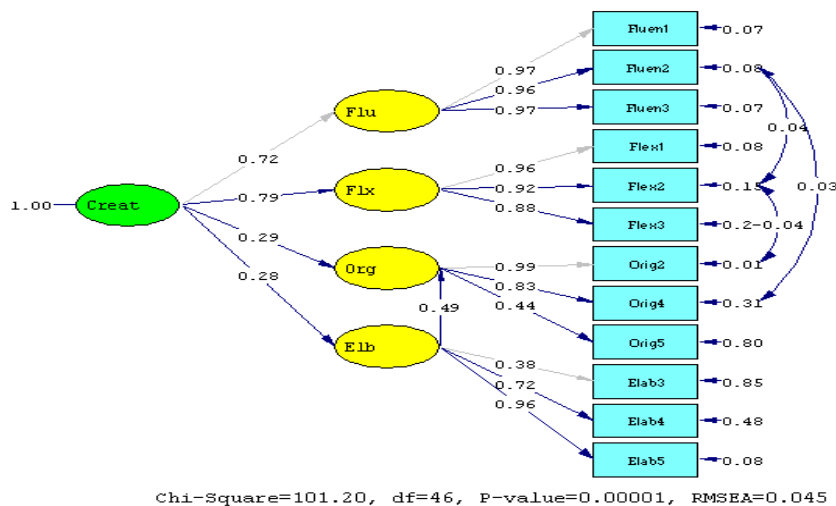 Fluen1 0.07
0.97
Fluen2 0.08
0.96
Flu
0.97
Fluen3 0.07
0.04
0.72
Flex1 0.08
0.96
1.00 Creat
0.79
Flx
0.92
Flex2 0.15
0.03
0.88
Flex3 0.2 -0.04
0.29
Org
0.99
Orig2 0.01
0.28
0.83
Orig4 0.31
0.49
0.44
Orig5 0.80
Elb
0.38
Elab3 0.85
0.72
Elab4 0.48
0.96
Elab5 0.08
Chi-Square=101.20, df=46, P-value=0.00001, RMSEA=0.045